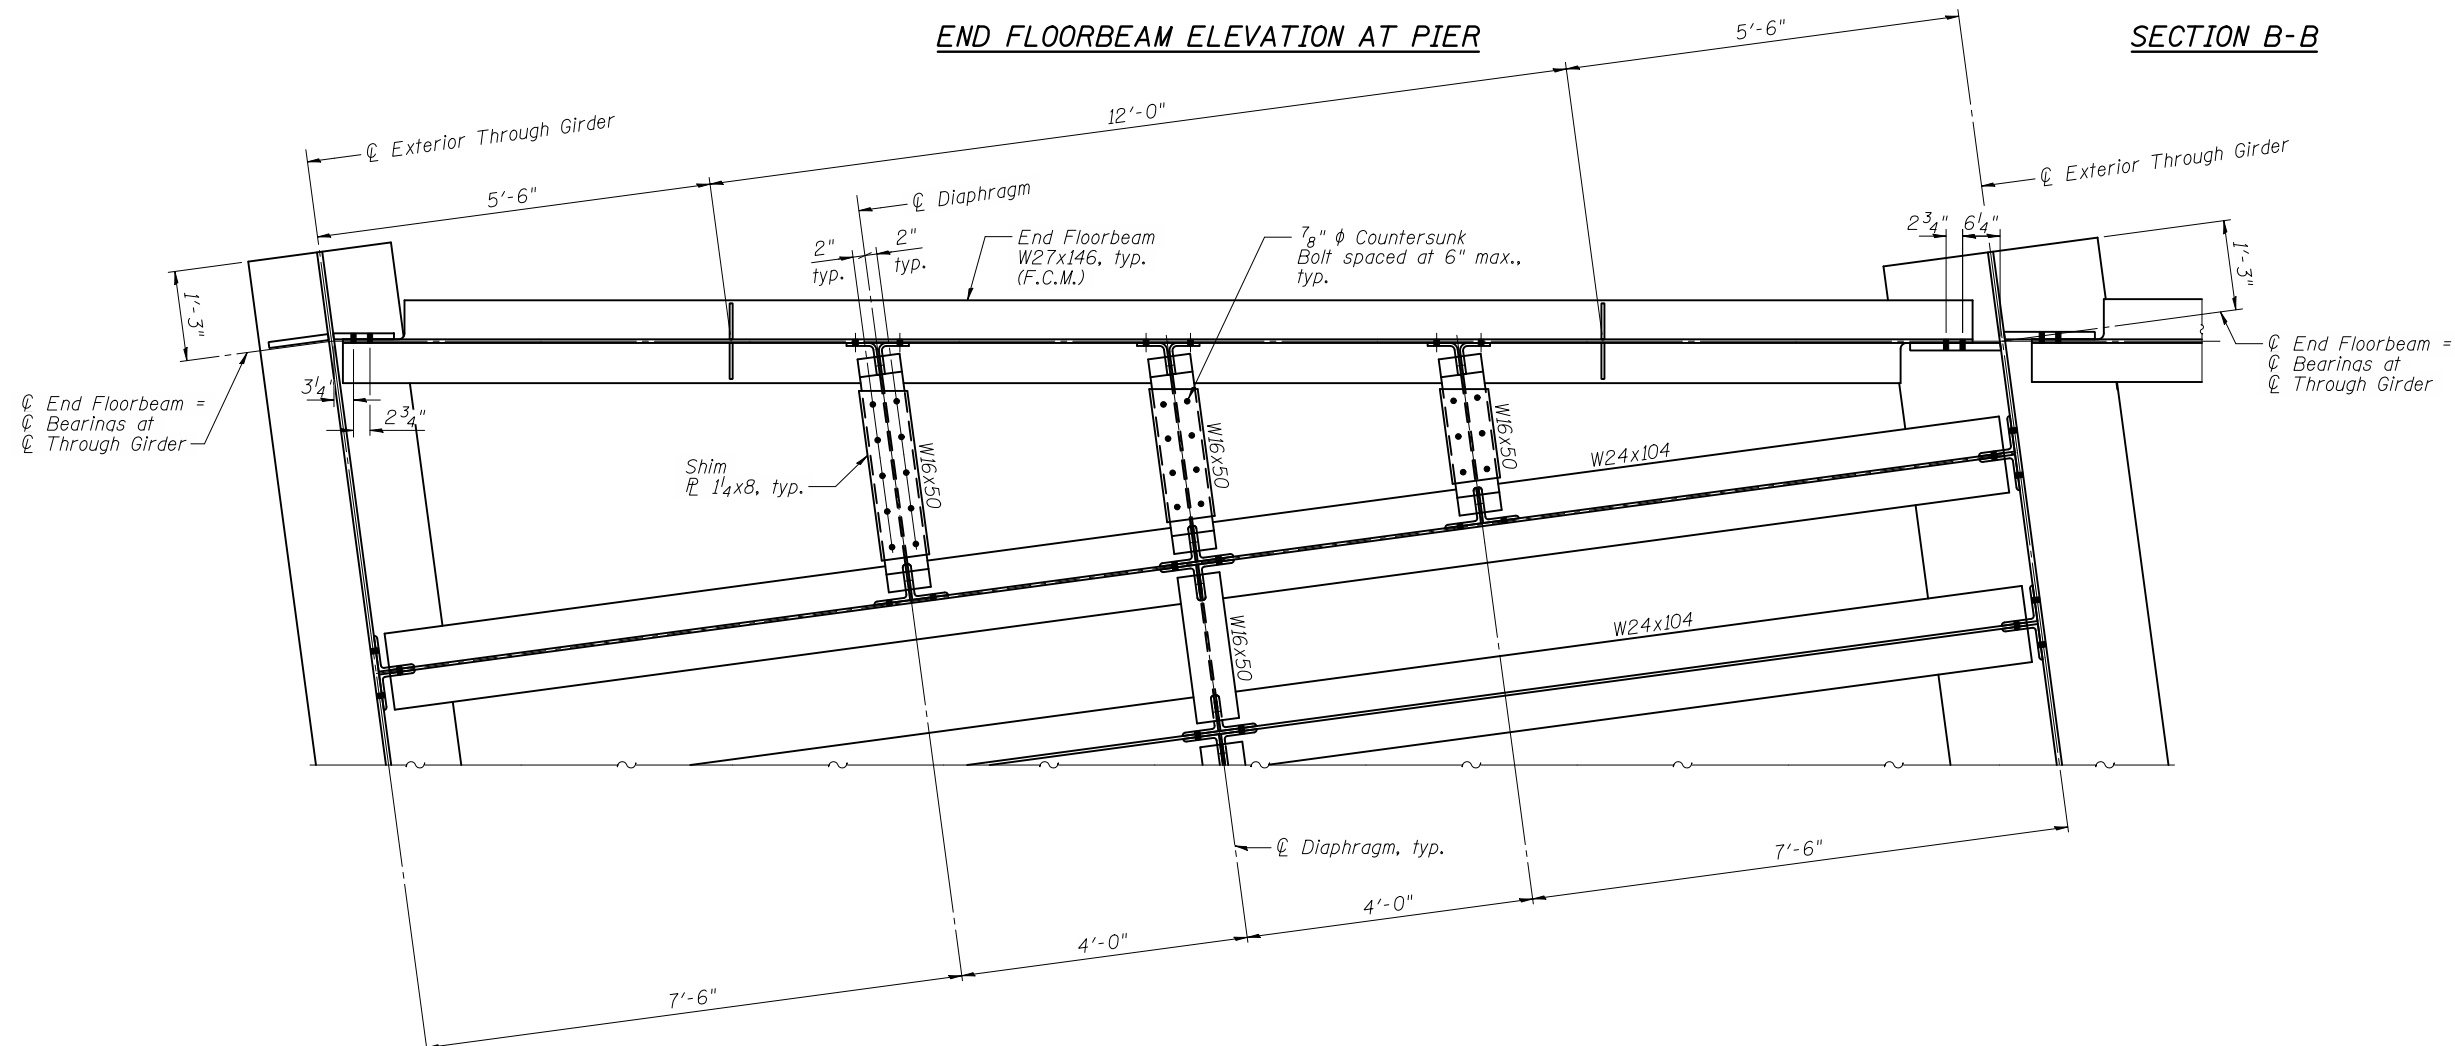 END FLOORBEAM ELEVATION AT PIER
SECTION B-B
5'-6"
12'-0"
℄ Exterior Through Girder
5'-6"
℄ Diaphragm
℄ Exterior Through Girder
2"
typ.
2"
typ.
End Floorbeam
W27x146, typ.
(F.C.M.)
7/8" ϕ Countersunk
Bolt spaced at 6" max.,
typ.
2 3/4"
6 1/4"
1'-3"
1'-3"
℄ End Floorbeam =
℄ Bearings at
℄ Through Girder
3 1/4"
2 3/4"
℄ End Floorbeam =
℄ Bearings at
℄ Through Girder
Shim
℄ 1 1/4x8, typ.
W16x50
W16x50
W16x50
W24x104
W24x104
W16x50
℄ Diaphragm, typ.
7'-6"
4'-0"
4'-0"
7'-6"